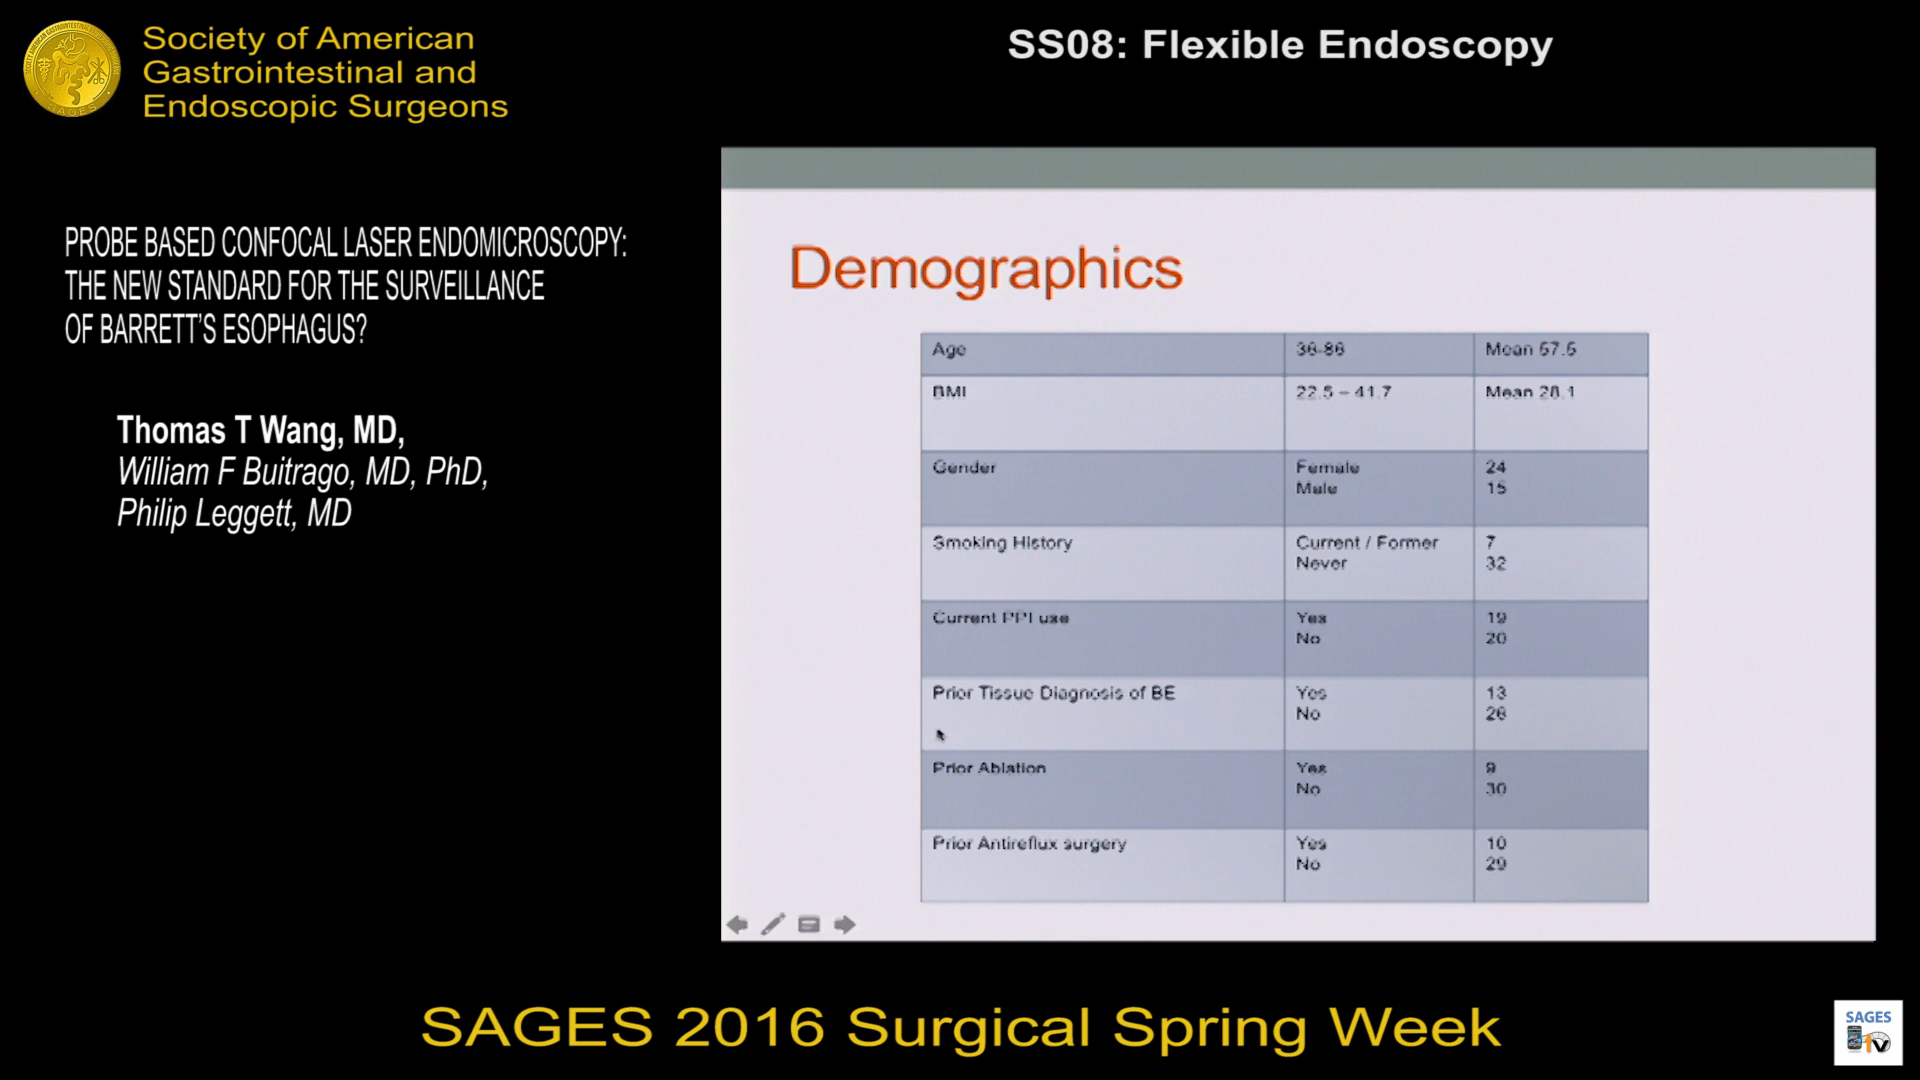 Society of American
Gastrointestinal and
Endoscopic Surgeons
SS08: Flexible Endoscopy
PROBE BASED CONFOCAL LASER ENDOMICROSCOPY:
THE NEW STANDARD FOR THE SURVEILLANCE
OF BARRETT'S ESOPHAGUS?
Thomas T Wang, MD,
William F Buitrago, MD, PhD,
Philip Leggett, MD
Demographics
Age 36-86 Mean 57.5
BMI 22.5 – 41.7 Mean 28.1
Gender Female 24
Male 15
Smoking History Current / Former 7
Never 32
Current PPI use Yes 19
No 20
Prior Tissue Diagnosis of BE Yes 13
No 26
Prior Ablation Yes 9
No 30
Prior Antireflux surgery Yes 10
No 29
SAGES 2016 Surgical Spring Week
SAGES
TV